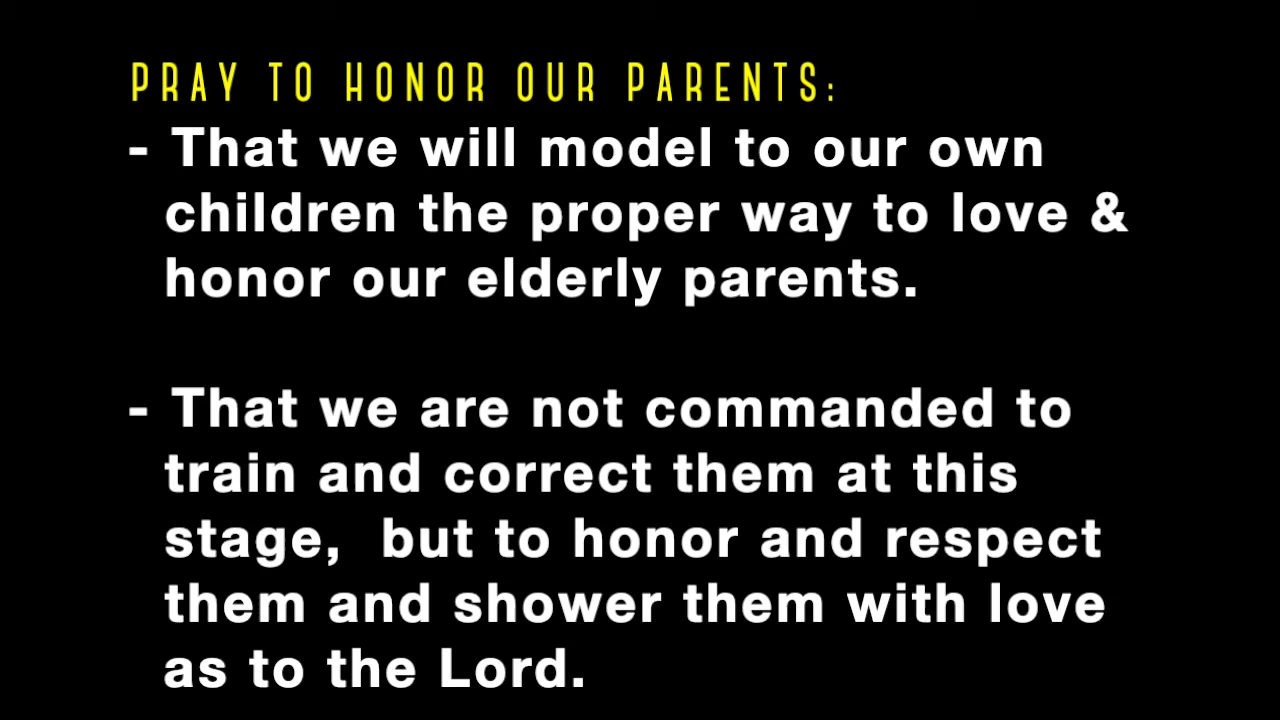 PRAY TO HONOR OUR PARENTS:
- That we will model to our own
children the proper way to love &
honor our elderly parents.
- That we are not commanded to
train and correct them at this
stage,  but to honor and respect
them and shower them with love
as to the Lord.